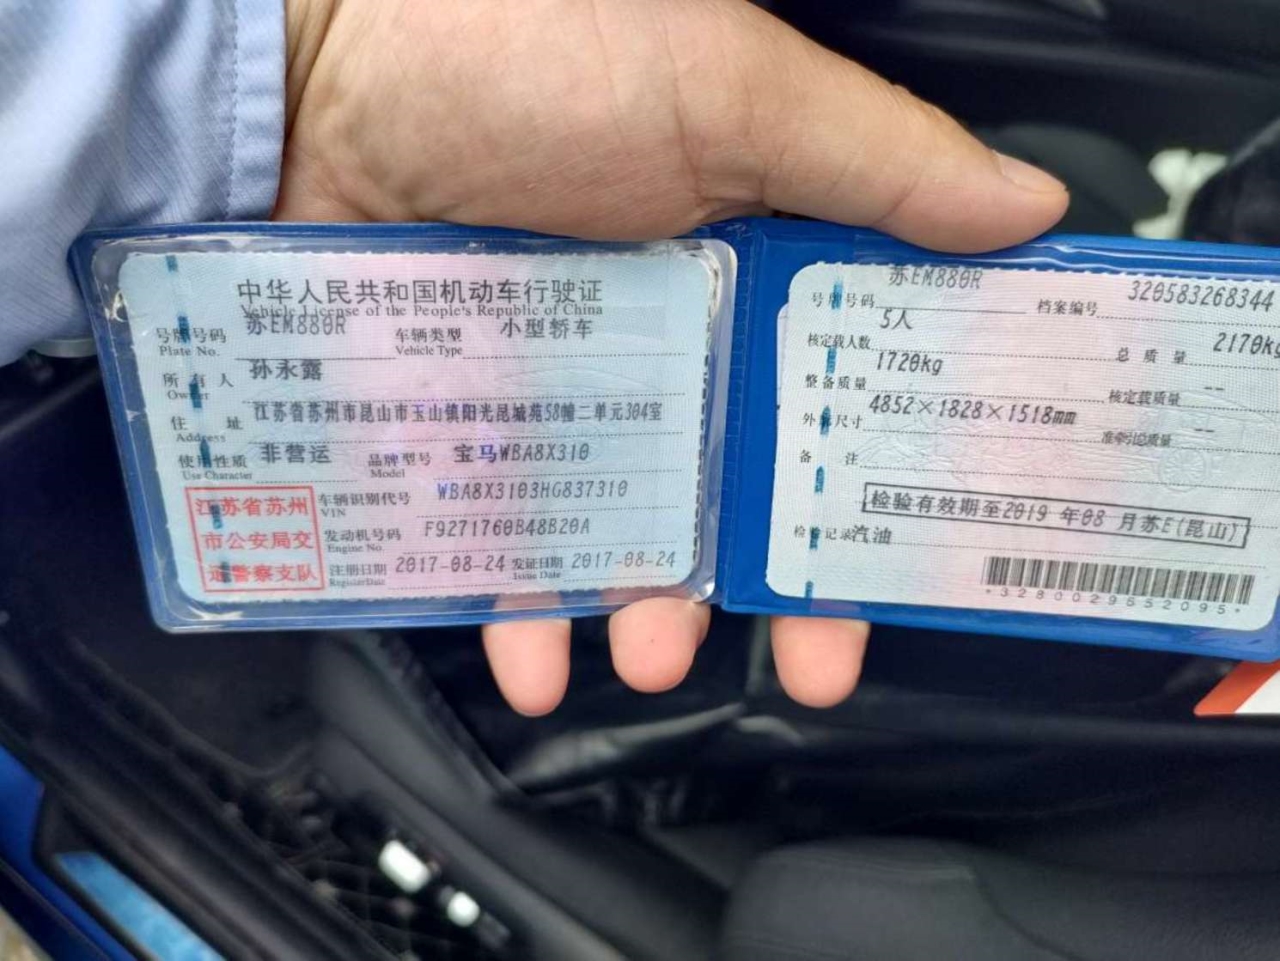 中华人民共和国机动车行驶证
Vehicle License of the People's Republic of China
号牌号码 苏EM880R 车辆类型 小型轿车
Plate No. Vehicle Type
所有人 孙永露
Owner
住址 江苏省苏州市昆山市玉山镇阳光昆城苑58幢二单元304室
Address
使用性质 非营运 品牌型号 宝马WBA8X310
Use Character Model
江苏省苏州
市公安局交
通警察支队
车辆识别代号 WBA8X3103HG837310
VIN
发动机号码 F9271760B48B20A
Engine No.
注册日期 2017-08-24 发证日期 2017-08-24
Register Date Issue Date
号牌号码 苏EM880R 档案编号 320583268344
核定载人数 5人 总质量 2170kg
整备质量 1720kg 核定载质量 --
外廓尺寸 4852×1828×1518mm 准牵引总质量 --
备注
检验有效期至2019年08月苏E(昆山)
检验记录 汽油
*3280029552095*